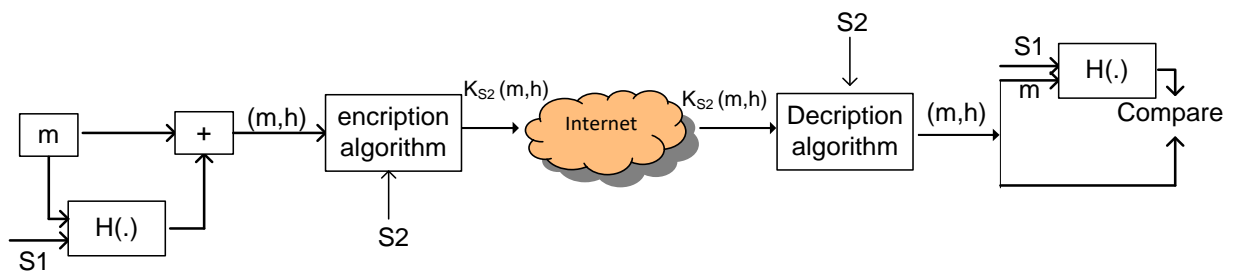 m
H(.)
S1
+
(m,h)
encription
algorithm
S2
K_S2 (m,h)
Internet
K_S2 (m,h)
S2
Decription
algorithm
(m,h)
S1
m
H(.)
Compare